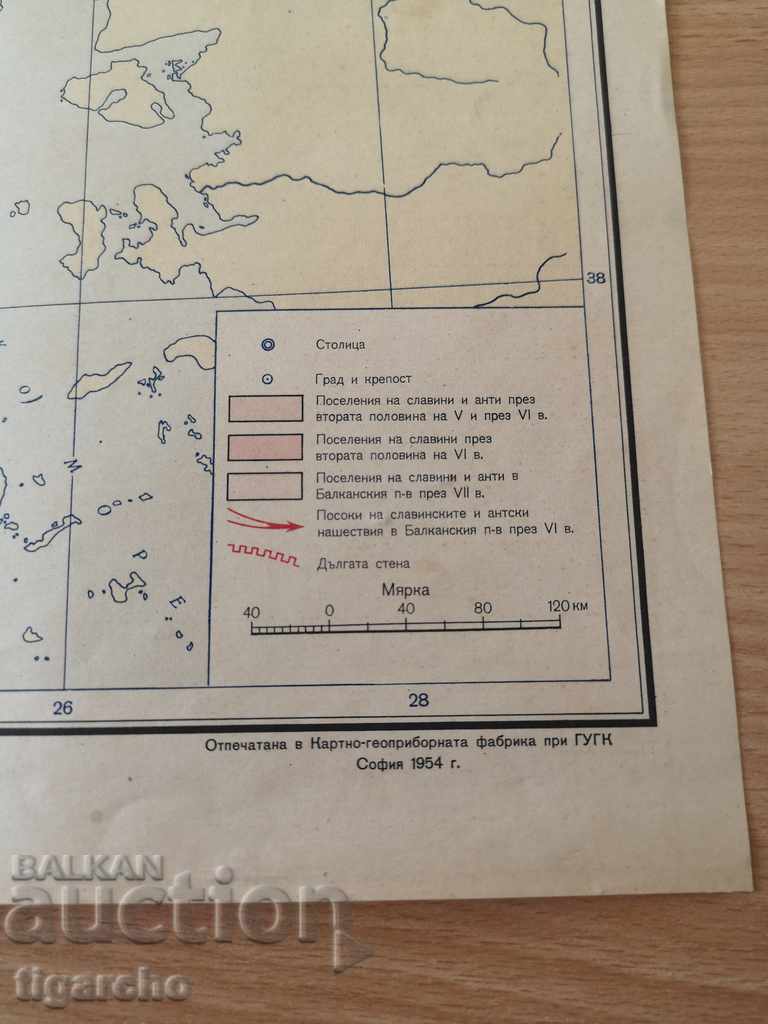 38
О
М
О
Р
Е
Столица
Град и крепост
Поселения на славини и анти през
втората половина на V и през VI в.
Поселения на славини през
втората половина на VI в.
Поселения на славини и анти в
Балканския п-в през VII в.
Посоки на славинските и антски
нашествия в Балканския п-в през VI в.
Дългата стена
Мярка
40 0 40 80 120 км
26 28
Отпечатана в Картно-геоприборната фабрика при ГУГК
София 1954 г.
BALKAN
auction
tigarcho